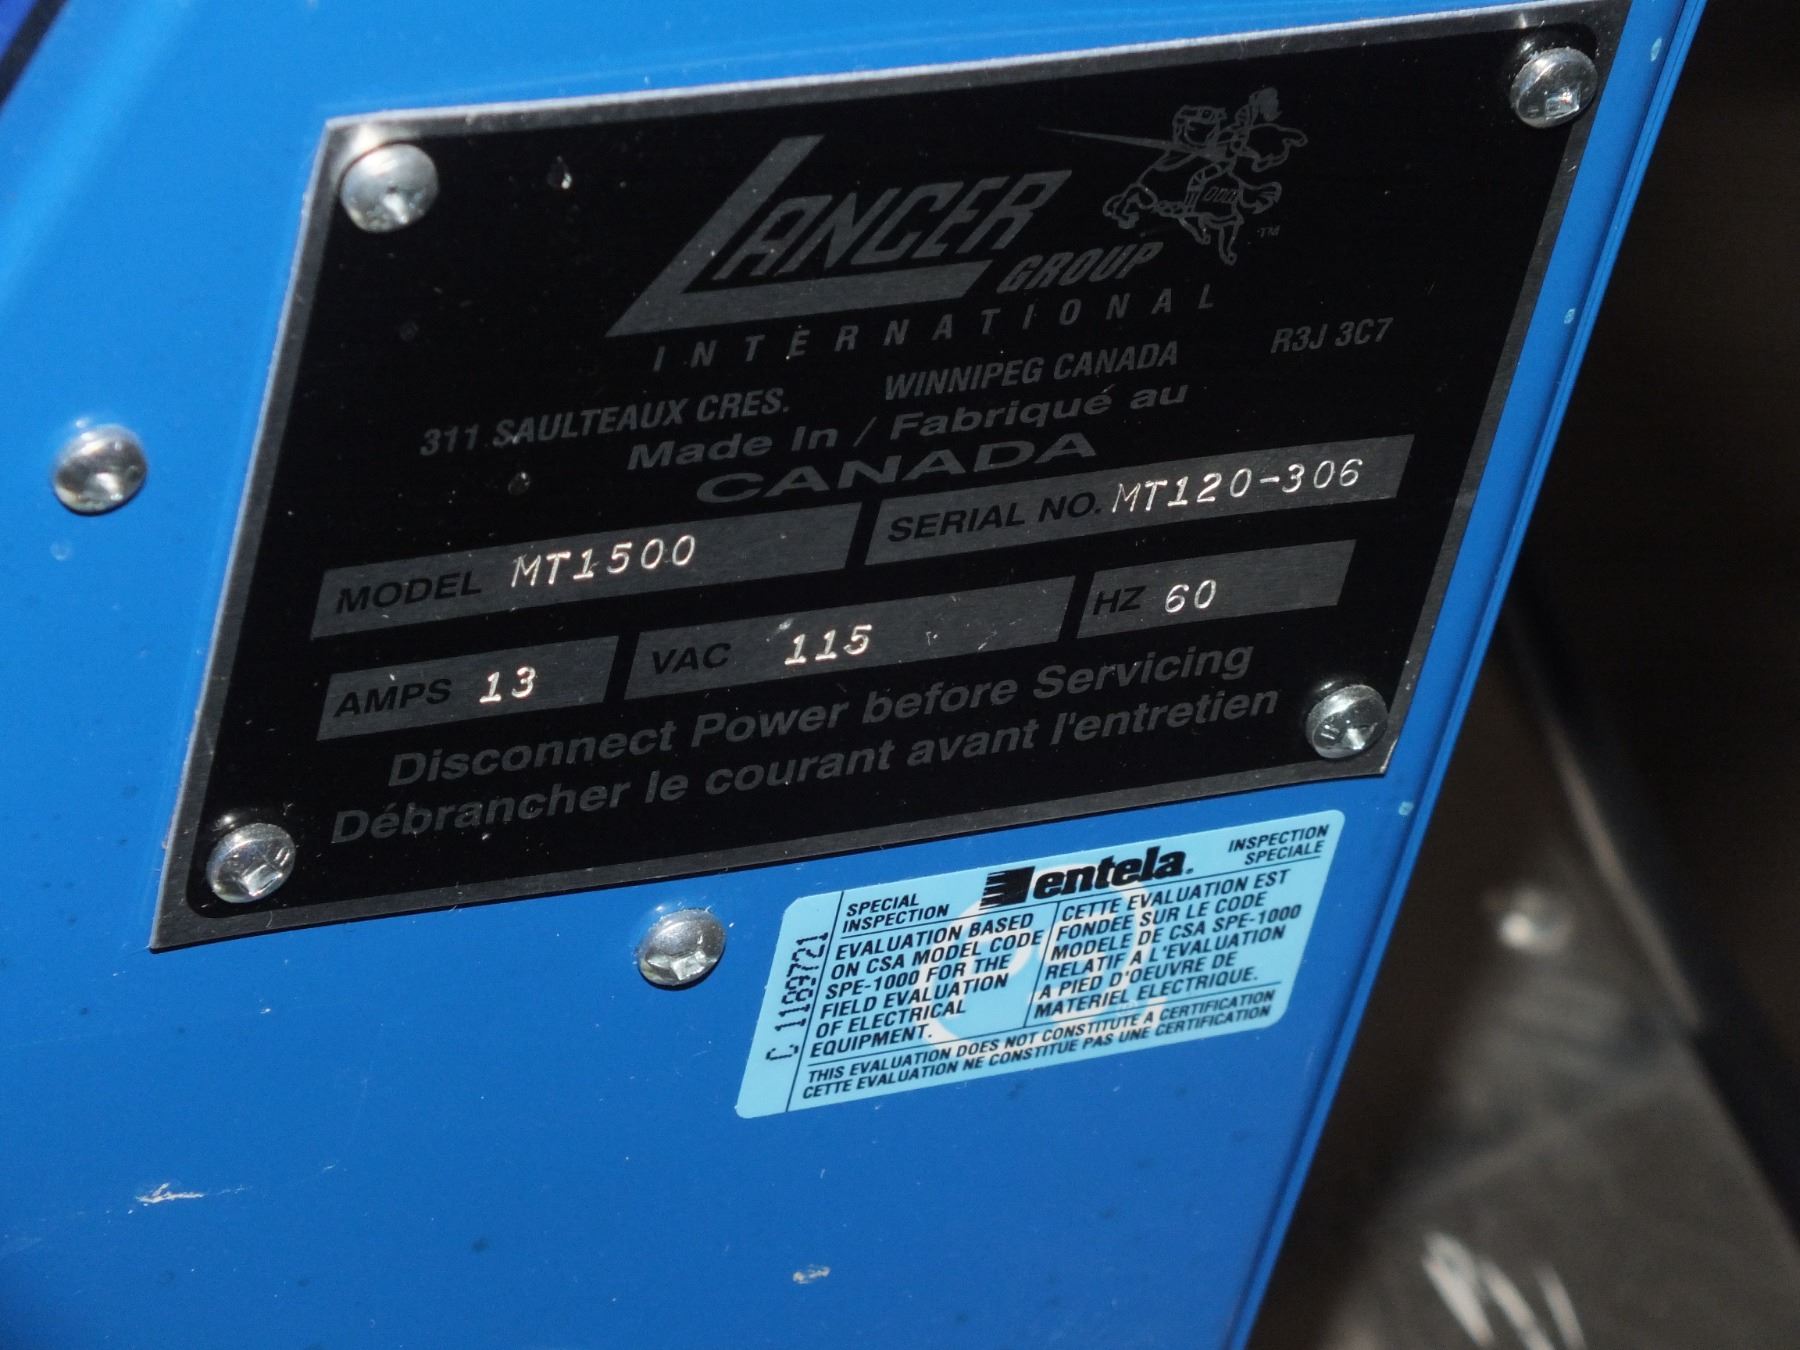 LANCER
GROUP
TM
INTERNATIONAL
311 SAULTEAUX CRES. WINNIPEG CANADA R3J 3C7
Made In / Fabriqué au
CANADA
MODEL MT1500 SERIAL NO. MT120-306
AMPS 13 VAC 115 HZ 60
Disconnect Power before Servicing
Débrancher le courant avant l'entretien
C 1189721
SPECIAL
INSPECTION
entela.
INSPECTION
SPECIALE
EVALUATION BASED
ON CSA MODEL CODE
SPE-1000 FOR THE
FIELD EVALUATION
OF ELECTRICAL
EQUIPMENT.
CETTE EVALUATION EST
FONDÉE SUR LE CODE
MODELE DE CSA SPE-1000
RELATIF A L'EVALUATION
A PIED D'OEUVRE DE
MATERIEL ELECTRIQUE.
THIS EVALUATION DOES NOT CONSTITUTE A CERTIFICATION
CETTE EVALUATION NE CONSTITUE PAS UNE CERTIFICATION